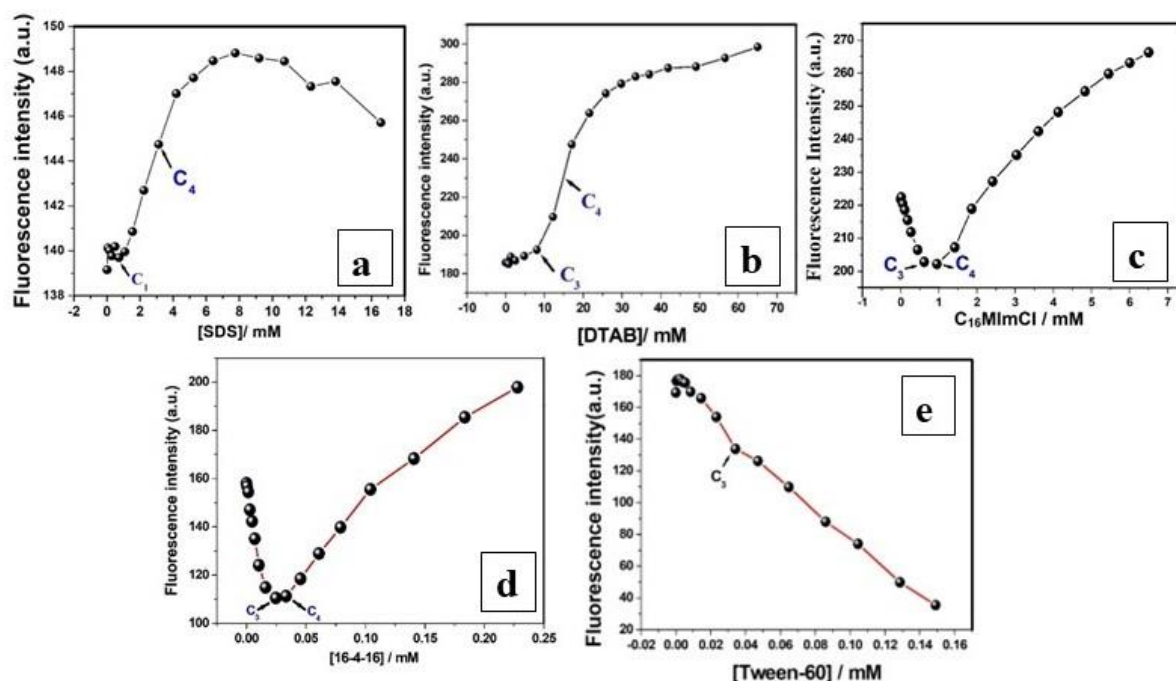 Fluorescence intensity (a.u.)
150
148
146
144
142
140
138
C4
C1
a
0 2 4 6 8 10 12 14 16 18
[SDS]/ mM
Fluorescence intensity (a.u.)
300
280
260
240
220
200
180
160
C4
C3
b
0 10 20 30 40 50 60 70
[DTAB]/ mM
Fluorescence Intensity (a.u.)
270
260
250
240
230
220
210
200
C3
C4
c
-1 0 1 2 3 4 5 6 7
C16MImCl / mM
Fluorescence intensity (a.u.)
200
180
160
140
120
100
C3
C4
d
0.00 0.05 0.10 0.15 0.20 0.25
[16-4-16] / mM
Fluorescence intensity(a.u.)
180
160
140
120
100
80
60
40
20
C3
e
-0.02 0.00 0.02 0.04 0.06 0.08 0.10 0.12 0.14 0.16
[Tween-60] / mM